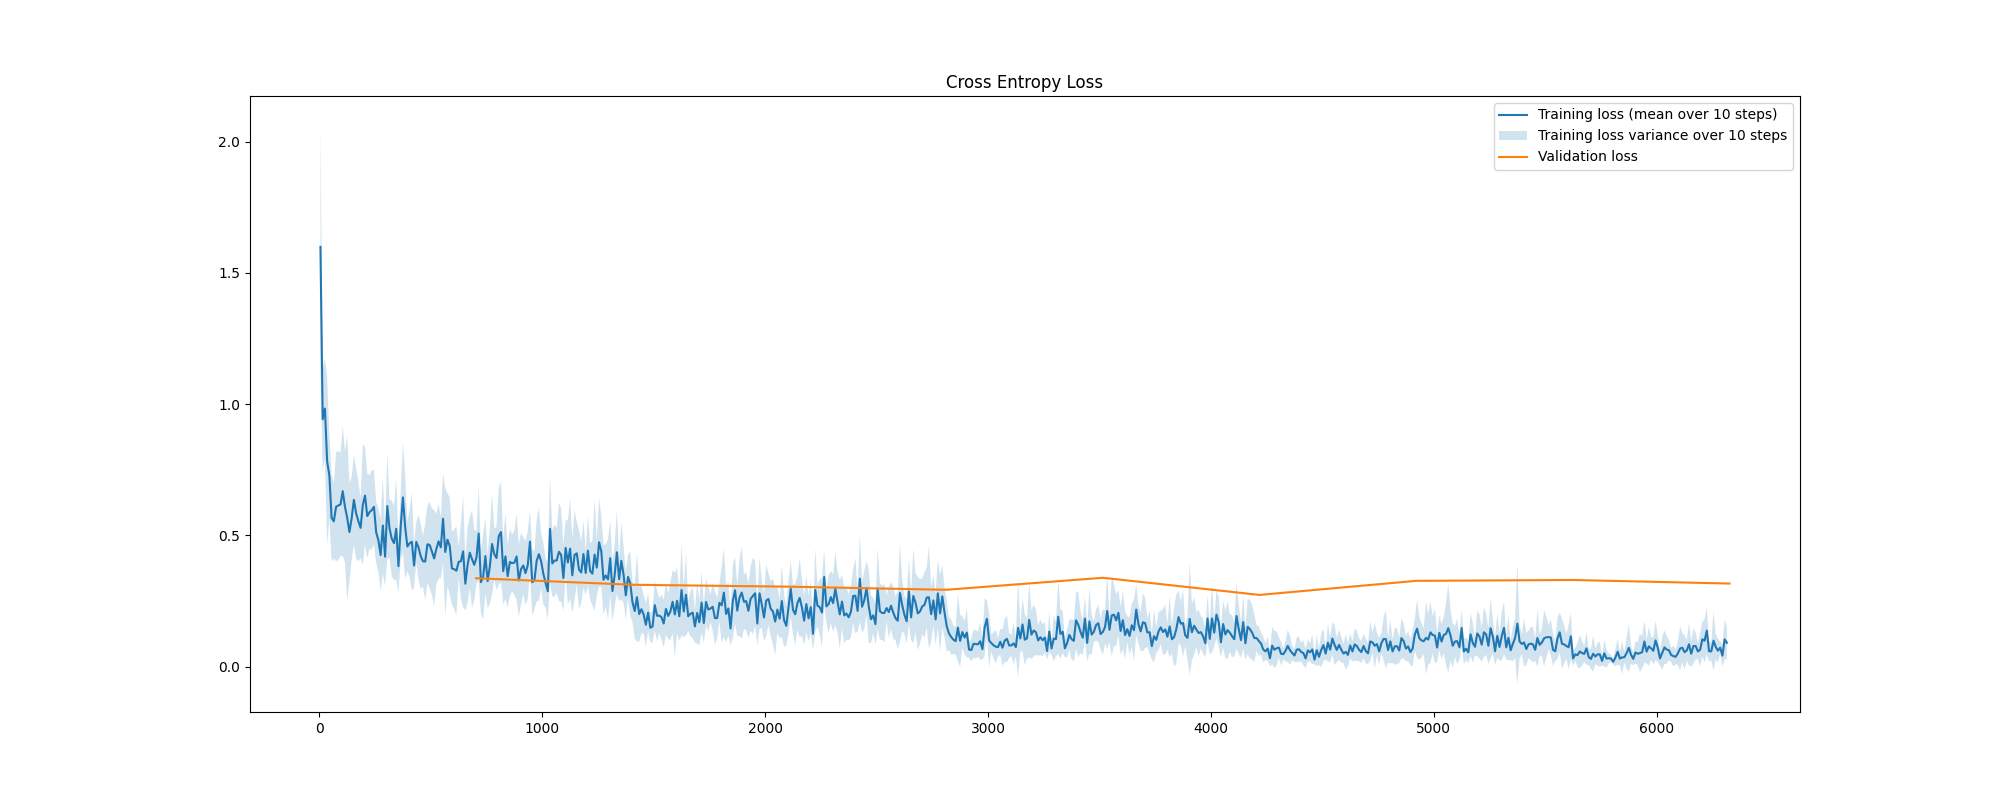 Cross Entropy Loss
Training loss (mean over 10 steps)
Training loss variance over 10 steps
Validation loss
2.0
1.5
1.0
0.5
0.0
0 1000 2000 3000 4000 5000 6000